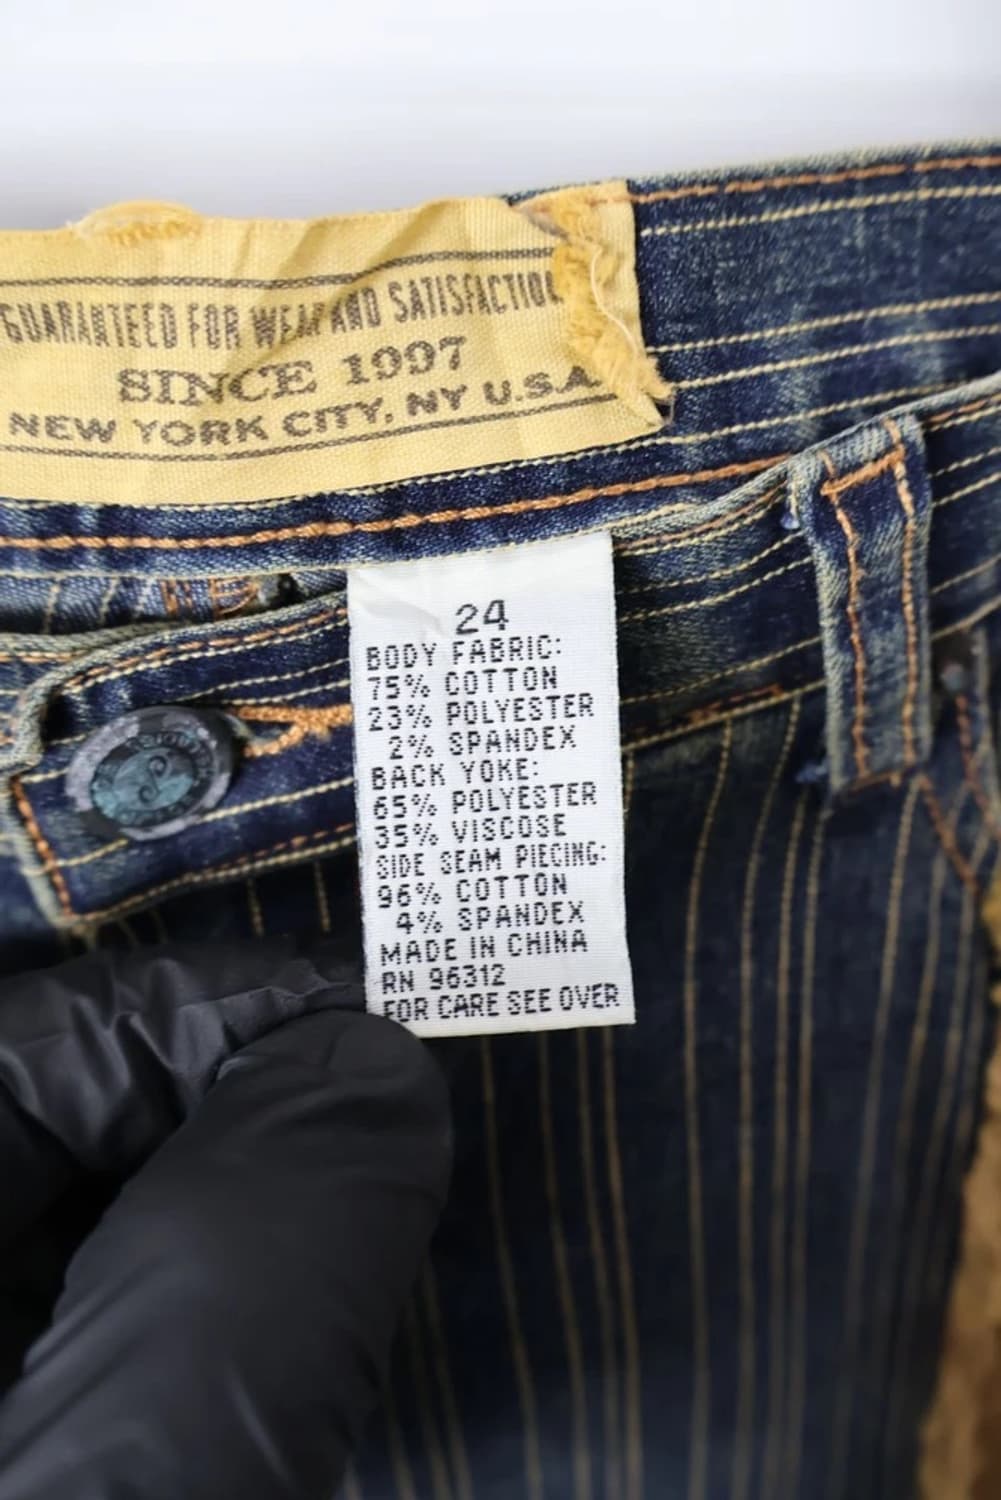 GUARANTEED FOR WEAR AND SATISFACTION
SINCE 1997
NEW YORK CITY, NY U.S.A.
24
BODY FABRIC:
75% COTTON
23% POLYESTER
2% SPANDEX
BACK YOKE:
65% POLYESTER
35% VISCOSE
SIDE SEAM PIECING:
96% COTTON
4% SPANDEX
MADE IN CHINA
RN 96312
FOR CARE SEE OVER